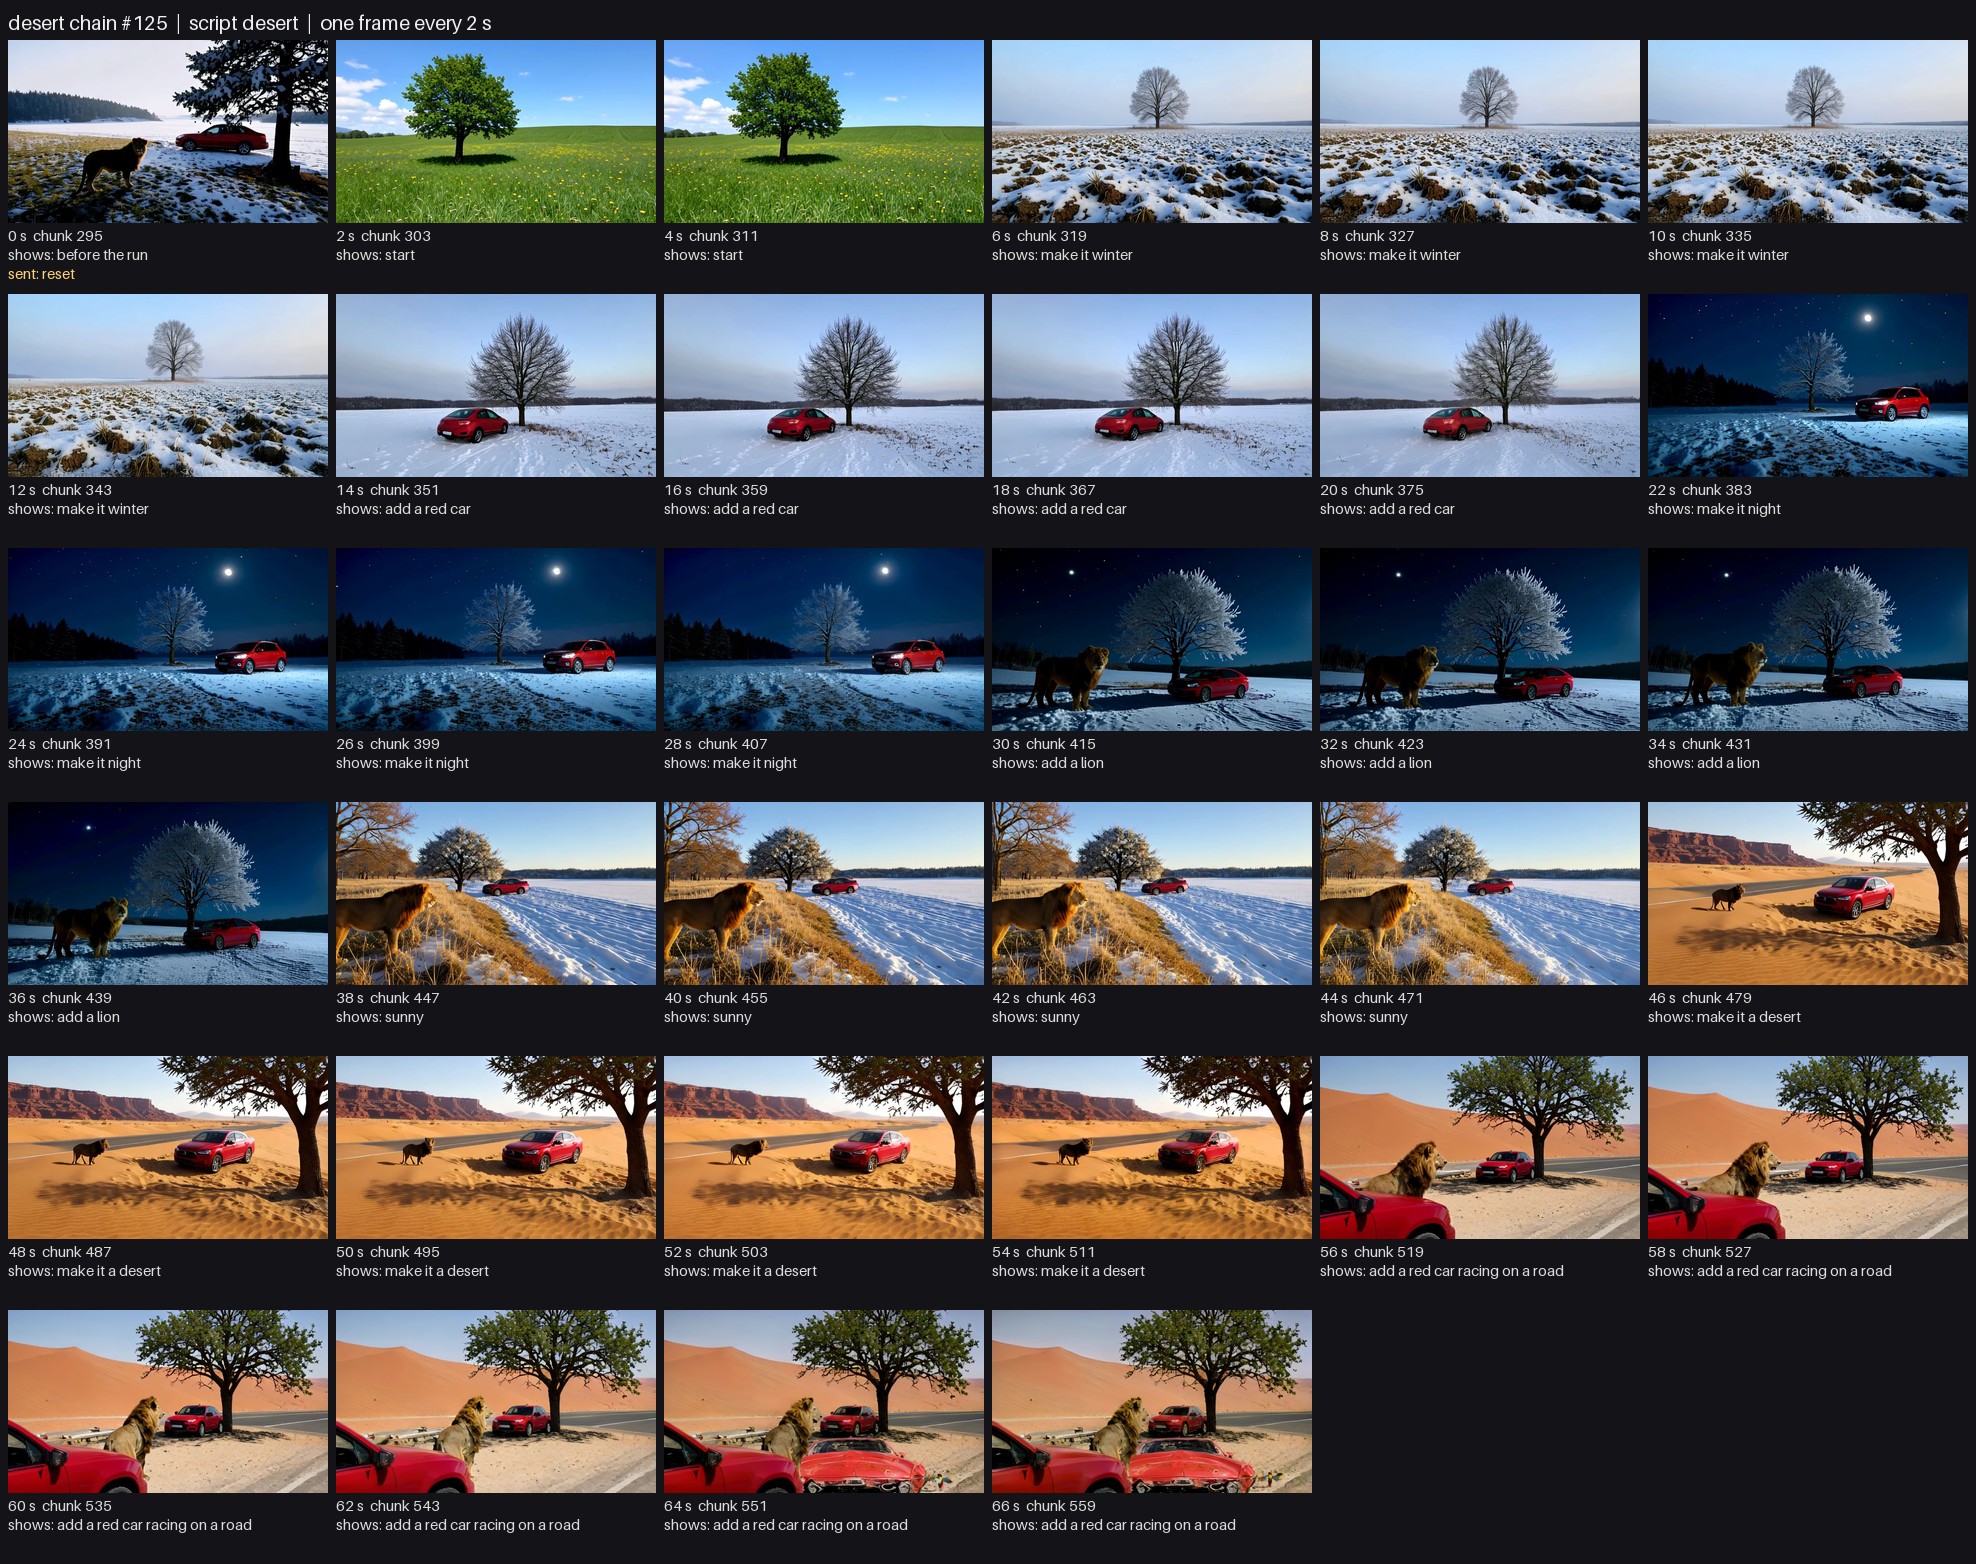 desert chain #125 | script desert | one frame every 2 s
0 s chunk 295
shows: before the run
sent: reset
2 s chunk 303
shows: start
4 s chunk 311
shows: start
6 s chunk 319
shows: make it winter
8 s chunk 327
shows: make it winter
10 s chunk 335
shows: make it winter
12 s chunk 343
shows: make it winter
14 s chunk 351
shows: add a red car
16 s chunk 359
shows: add a red car
18 s chunk 367
shows: add a red car
20 s chunk 375
shows: add a red car
22 s chunk 383
shows: make it night
24 s chunk 391
shows: make it night
26 s chunk 399
shows: make it night
28 s chunk 407
shows: make it night
30 s chunk 415
shows: add a lion
32 s chunk 423
shows: add a lion
34 s chunk 431
shows: add a lion
36 s chunk 439
shows: add a lion
38 s chunk 447
shows: sunny
40 s chunk 455
shows: sunny
42 s chunk 463
shows: sunny
44 s chunk 471
shows: sunny
46 s chunk 479
shows: make it a desert
48 s chunk 487
shows: make it a desert
50 s chunk 495
shows: make it a desert
52 s chunk 503
shows: make it a desert
54 s chunk 511
shows: make it a desert
56 s chunk 519
shows: add a red car racing on a road
58 s chunk 527
shows: add a red car racing on a road
60 s chunk 535
shows: add a red car racing on a road
62 s chunk 543
shows: add a red car racing on a road
64 s chunk 551
shows: add a red car racing on a road
66 s chunk 559
shows: add a red car racing on a road